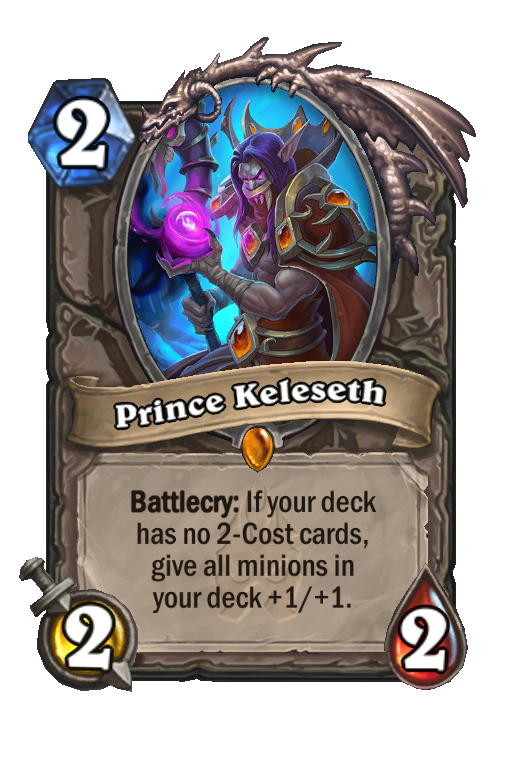 2
Prince Keleseth
Battlecry: If your deck
has no 2-Cost cards,
give all minions in
your deck +1/+1.
2
2